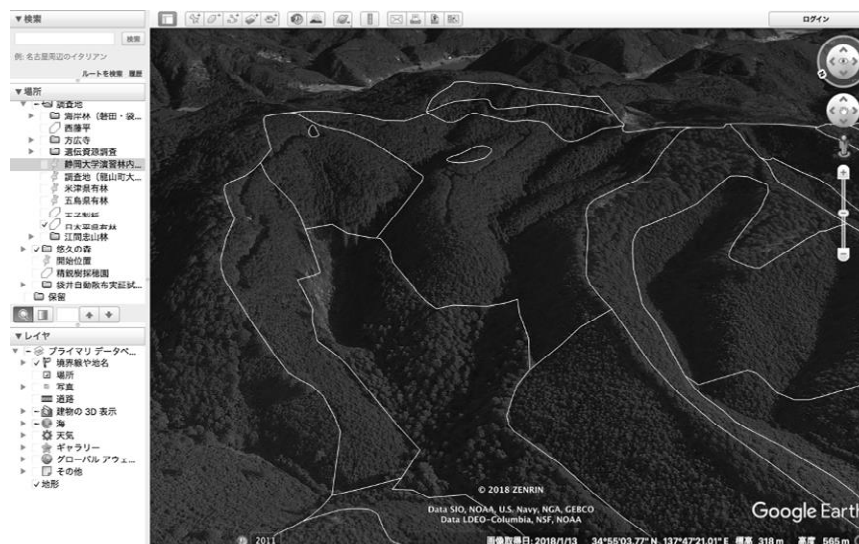 ▼検索
ログイン
検索
例: 名古屋周辺のイタリアン
ルートを検索 履歴
▼場所
調査地
海岸林（磐田・袋...
西藤平
方広寺
遺伝資源調査
静岡大学演習林内...
調査地（龍山町大...
米津県有林
五島県有林
日本平県有林
江間忠山林
悠久の森
開始位置
精鋭樹採穂園
袋井自動散布実証試...
保留
▼レイヤ
プライマリ データベ...
境界線や地名
場所
写真
道路
建物の 3D 表示
海
天気
ギャラリー
グローバル アウェ...
その他
地形
N
© 2018 ZENRIN
Data SIO, NOAA, U.S. Navy, NGA, GEBCO
Data LDEO-Columbia, NSF, NOAA
Google Earth
2011
画像取得日: 2018/1/13 34°55'03.77" N 137°47'21.01" E 標高 318 m 高度 565 m